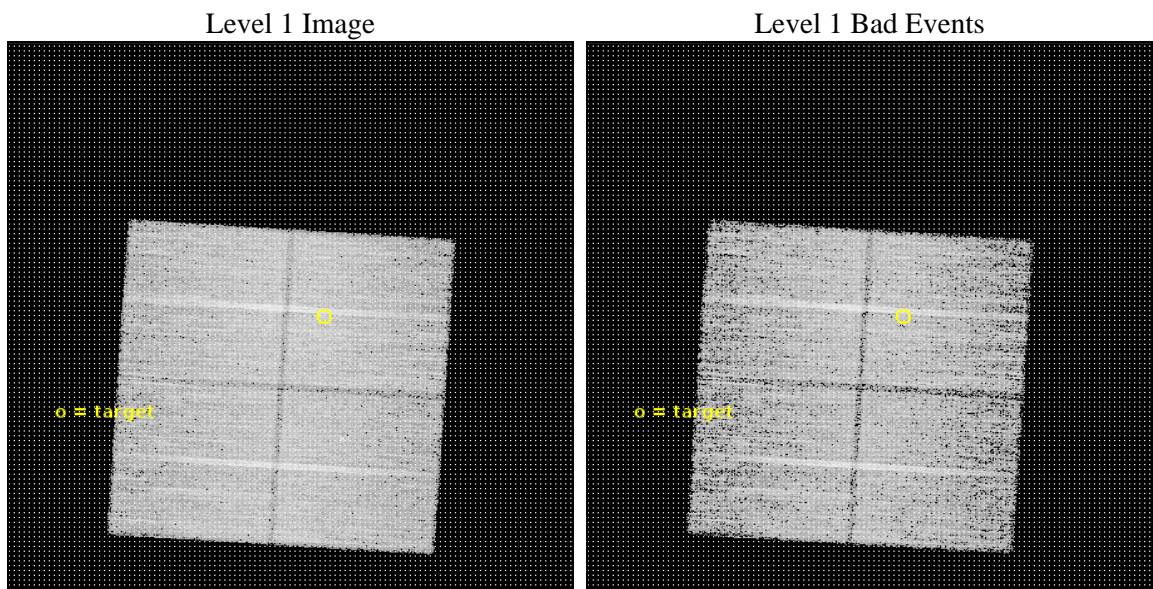 Level 1 Image
Level 1 Bad Events
o = target
o = target